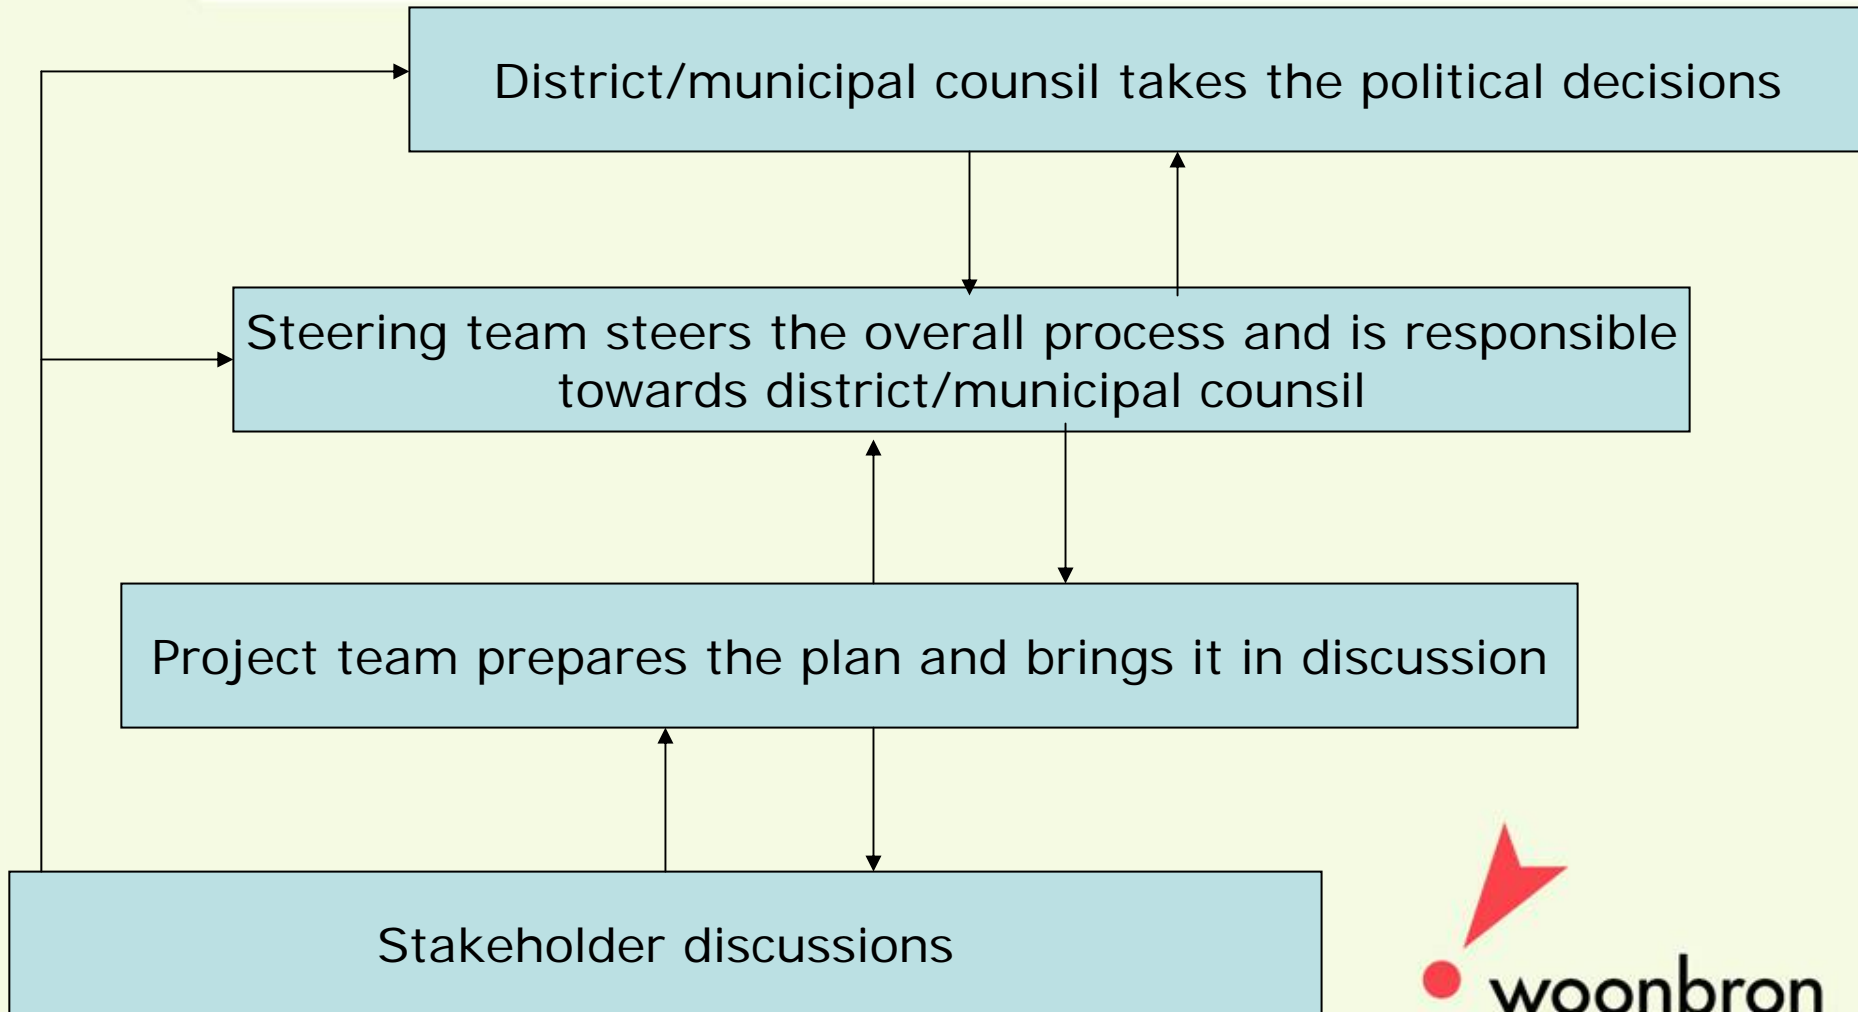 District/municipal counsil takes the political decisions
Steering team steers the overall process and is responsible
towards district/municipal counsil
Project team prepares the plan and brings it in discussion
Stakeholder discussions
woonbron